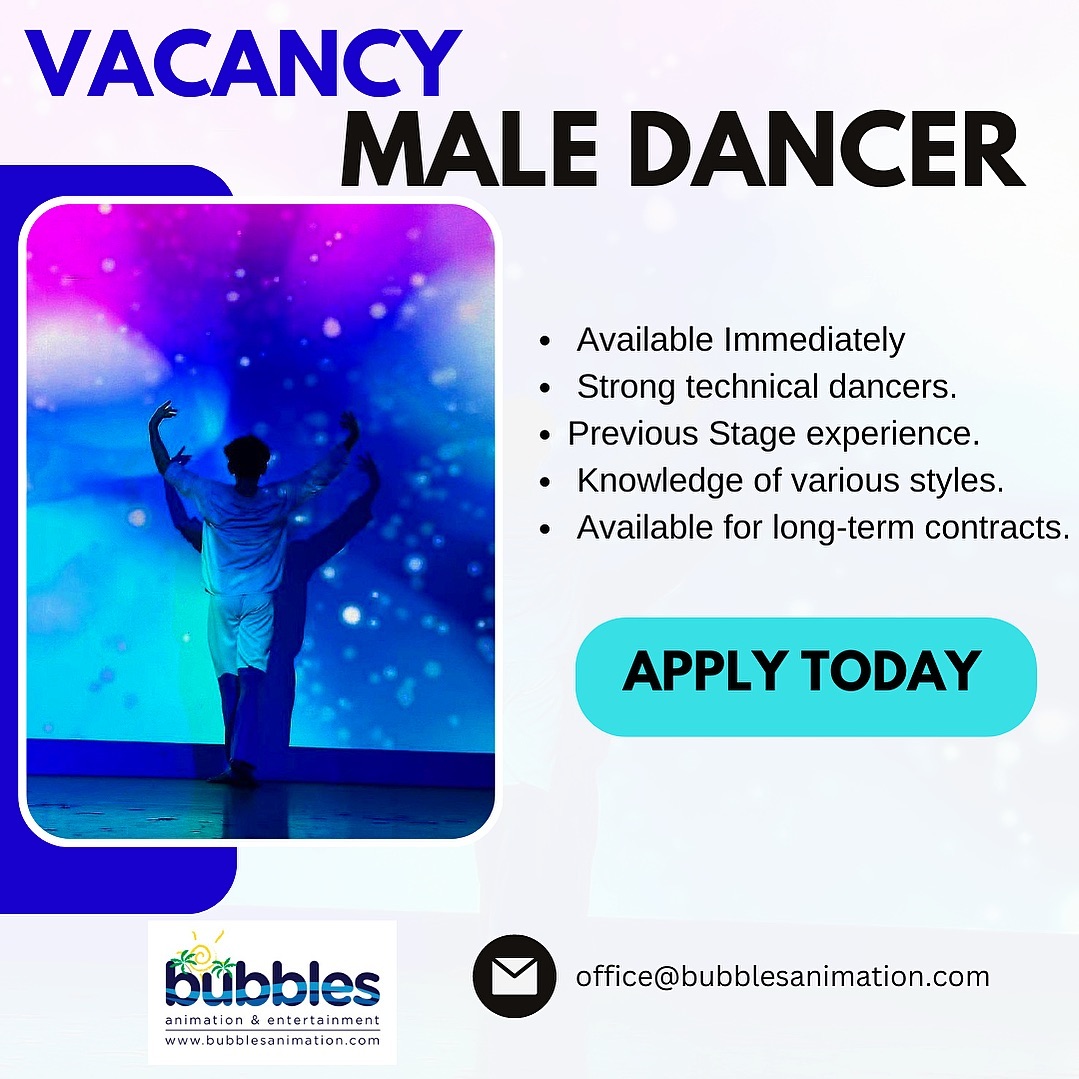 VACANCY
MALE DANCER
• Available Immediately
• Strong technical dancers.
• Previous Stage experience.
• Knowledge of various styles.
• Available for long-term contracts.
APPLY TODAY
bubbles
animation & entertainment
www.bubblesanimation.com
office@bubblesanimation.com